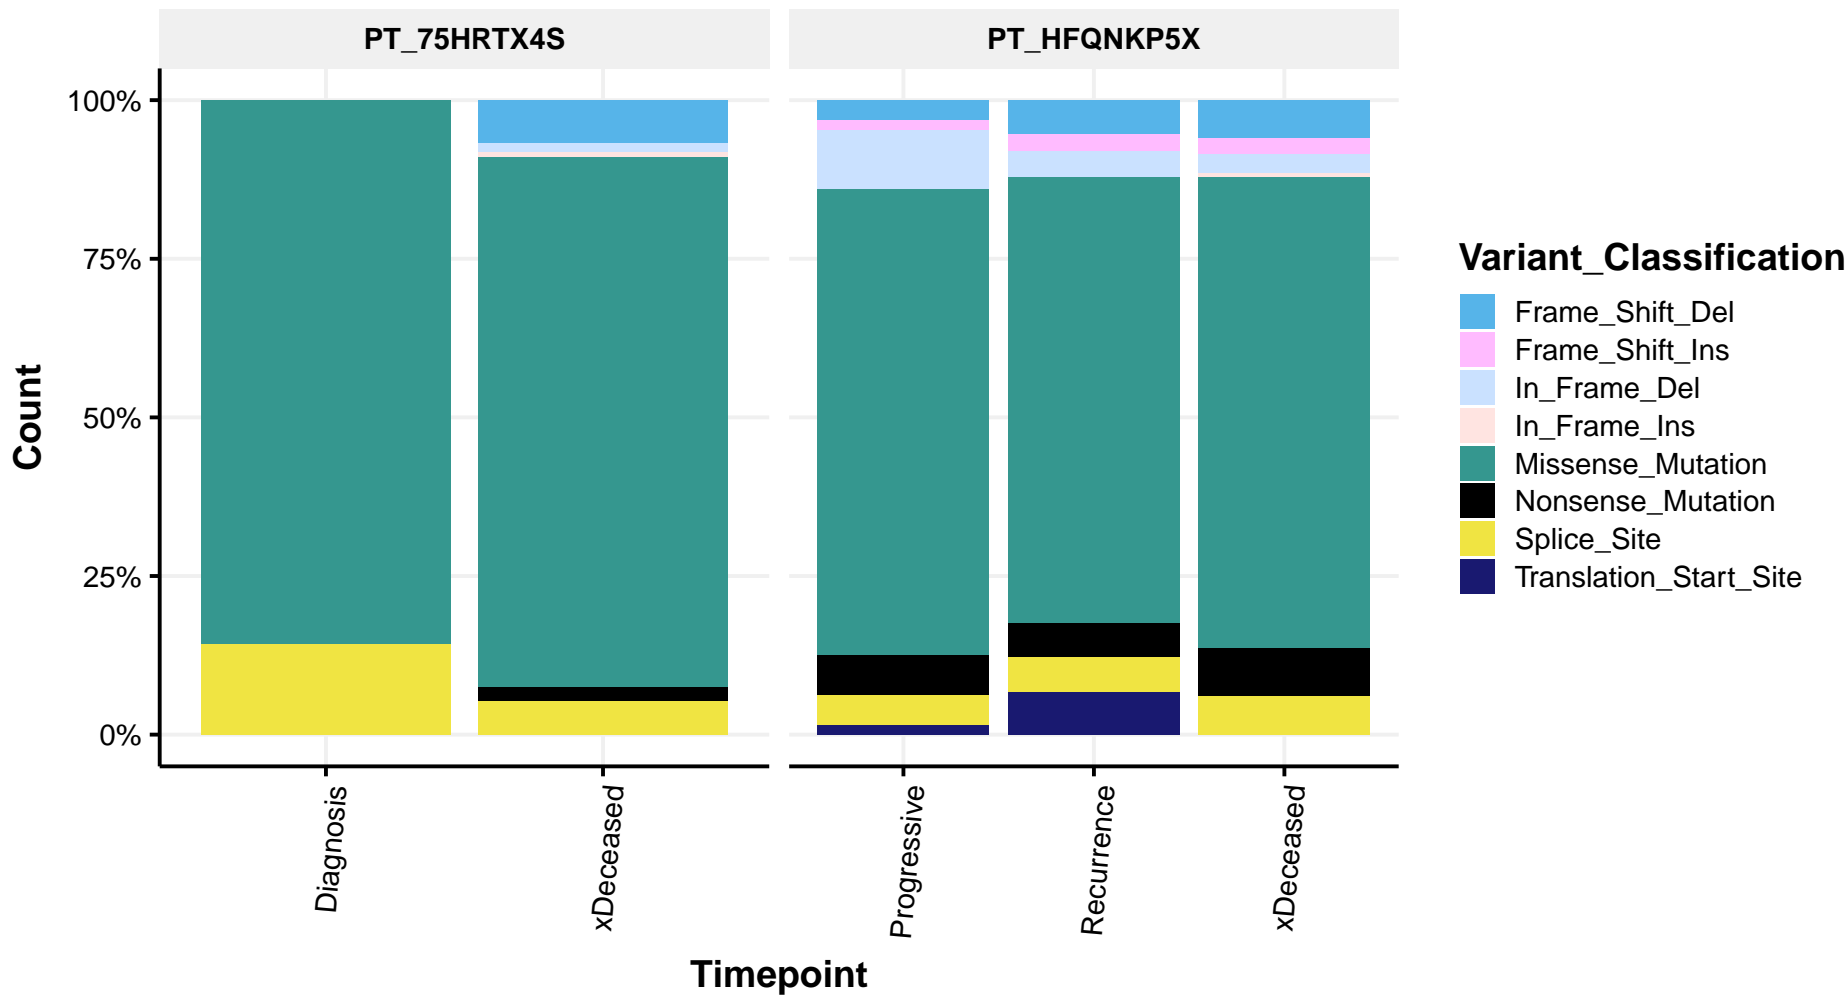 PT_75HRTX4S
PT_HFQNKP5X
100%
75%
50%
25%
0%
Count
Diagnosis
xDeceased
Progressive
Recurrence
xDeceased
Timepoint
Variant_Classification
Frame_Shift_Del
Frame_Shift_Ins
In_Frame_Del
In_Frame_Ins
Missense_Mutation
Nonsense_Mutation
Splice_Site
Translation_Start_Site